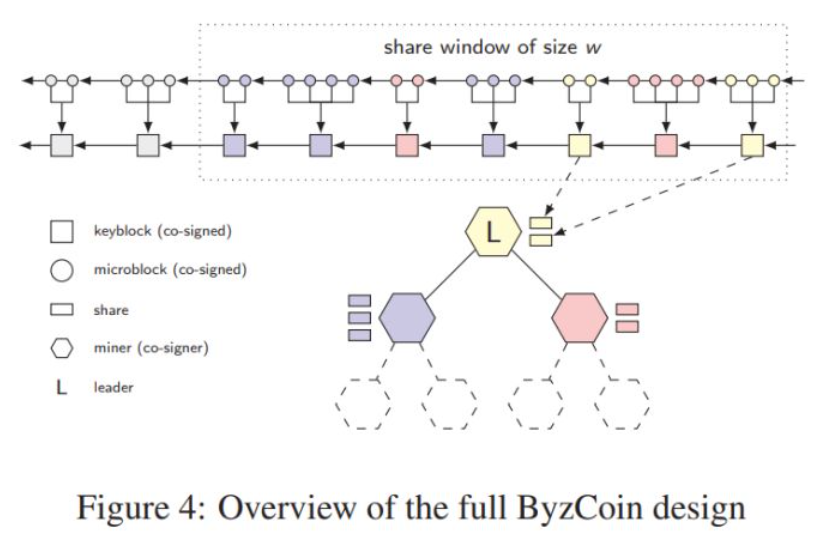 share window of size w
keyblock (co-signed)
microblock (co-signed)
share
miner (co-signer)
L leader
L
Figure 4: Overview of the full ByzCoin design